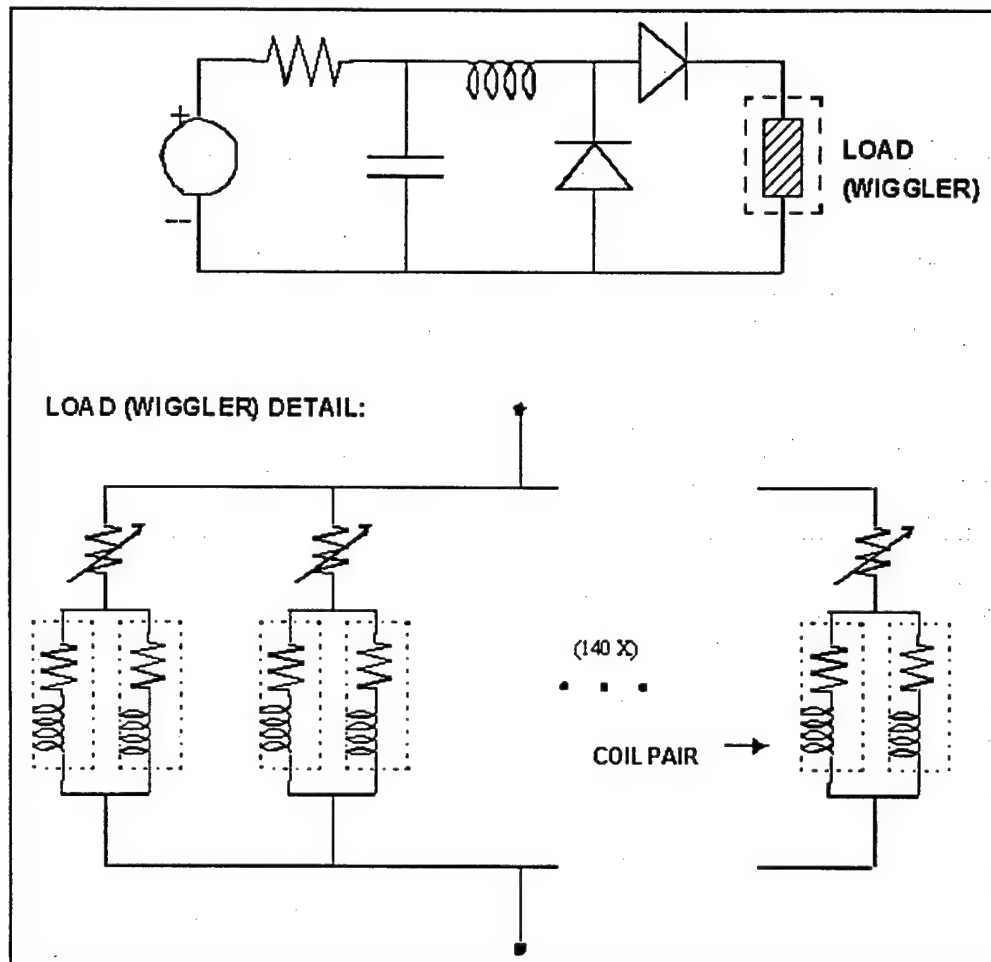 +
--
LOAD
(WIGGLER)
LOAD (WIGGLER) DETAIL:
(140 X)
COIL PAIR